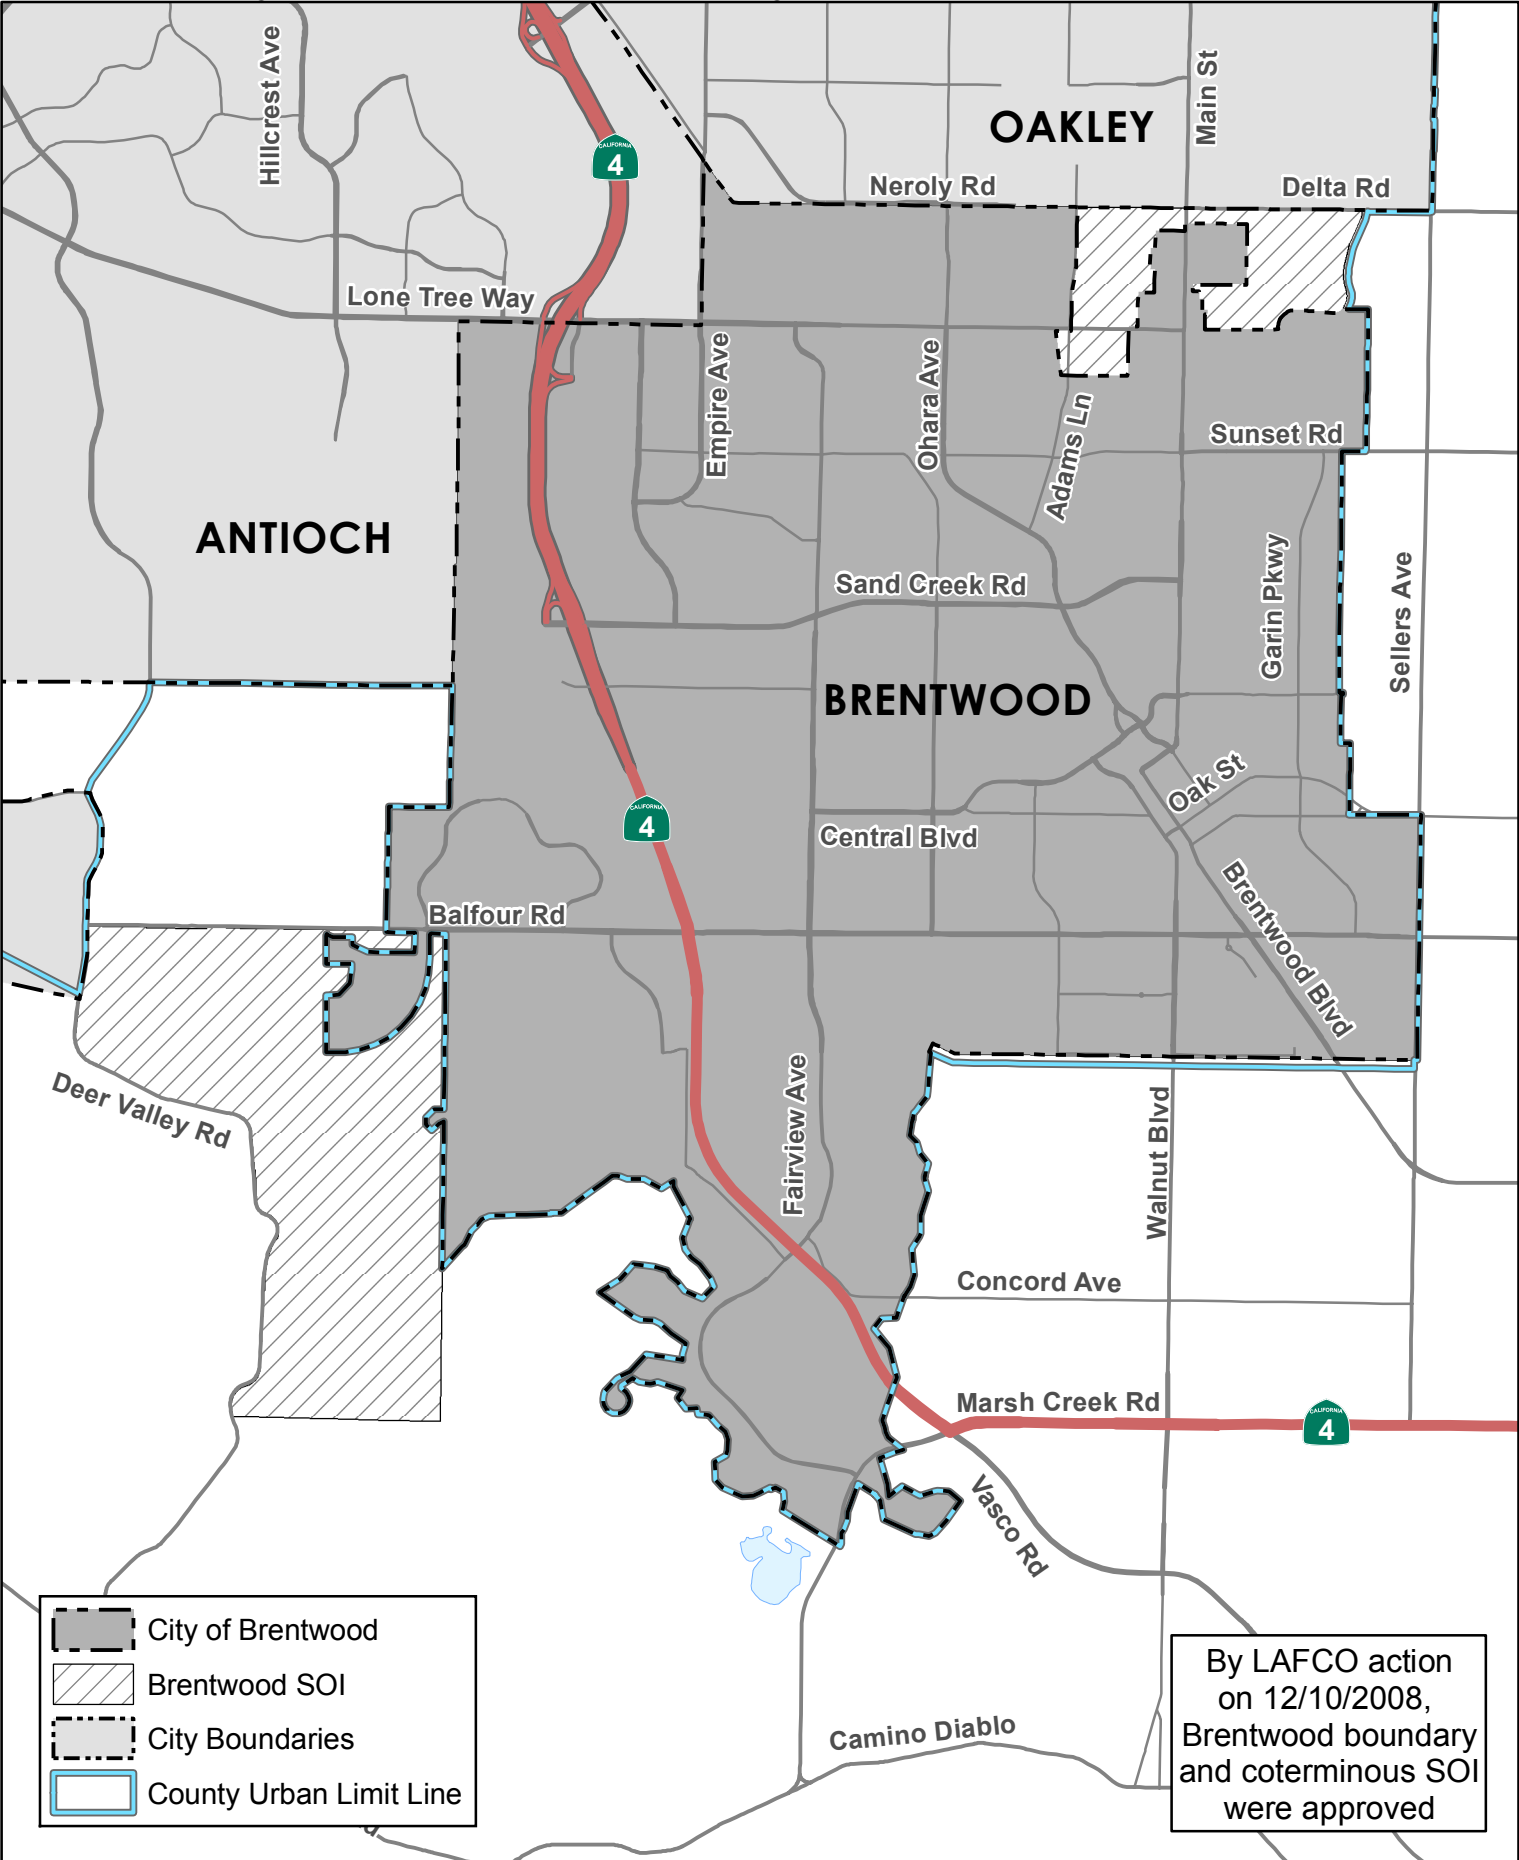 Hillcrest Ave
CALIFORNIA
4
OAKLEY
Main St
Neroly Rd
Delta Rd
Lone Tree Way
Empire Ave
Ohara Ave
Adams Ln
Sunset Rd
ANTIOCH
Sand Creek Rd
Garin Pkwy
Sellers Ave
BRENTWOOD
Oak St
CALIFORNIA
4
Central Blvd
Balfour Rd
Brentwood Blvd
Deer Valley Rd
Fairview Ave
Walnut Blvd
Concord Ave
Marsh Creek Rd
CALIFORNIA
4
Vasco Rd
Camino Diablo
City of Brentwood
Brentwood SOI
City Boundaries
County Urban Limit Line
By LAFCO action
on 12/10/2008,
Brentwood boundary
and coterminous SOI
were approved